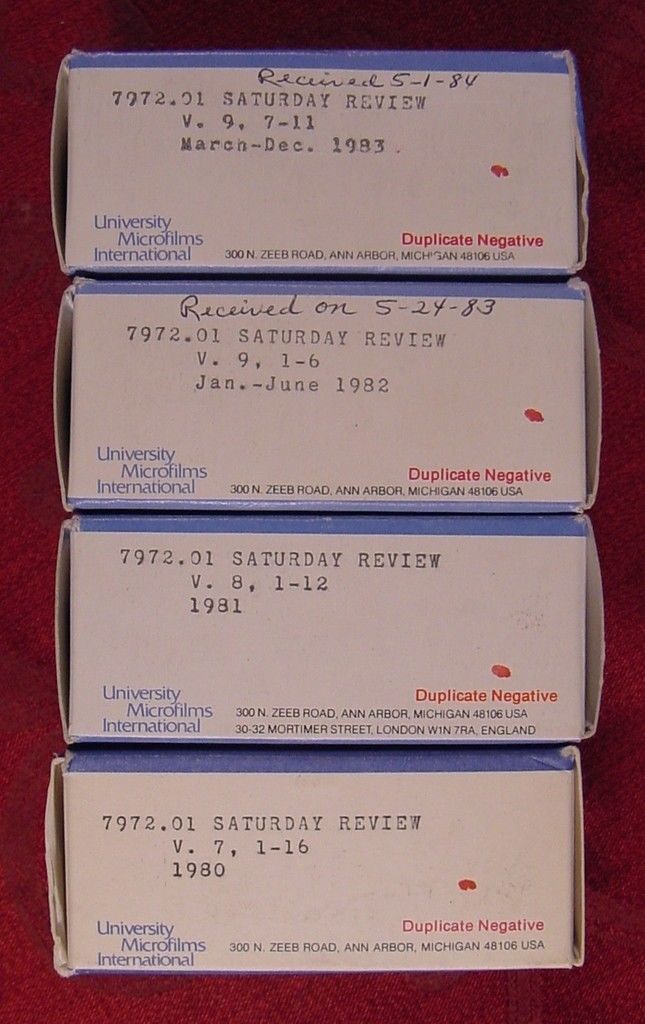 Received 5-1-84
7972.01 SATURDAY REVIEW
V. 9, 7-11
March-Dec. 1983
University
Microfilms
International
Duplicate Negative
300 N. ZEEB ROAD, ANN ARBOR, MICHIGAN 48106 USA
Received on 5-24-83
7972.01 SATURDAY REVIEW
V. 9, 1-6
Jan.-June 1982
University
Microfilms
International
Duplicate Negative
300 N. ZEEB ROAD, ANN ARBOR, MICHIGAN 48106 USA
7972.01 SATURDAY REVIEW
V. 8, 1-12
1981
University
Microfilms
International
Duplicate Negative
300 N. ZEEB ROAD, ANN ARBOR, MICHIGAN 48106 USA
30-32 MORTIMER STREET, LONDON W1N 7RA, ENGLAND
7972.01 SATURDAY REVIEW
V. 7, 1-16
1980
University
Microfilms
International
Duplicate Negative
300 N. ZEEB ROAD, ANN ARBOR, MICHIGAN 48106 USA